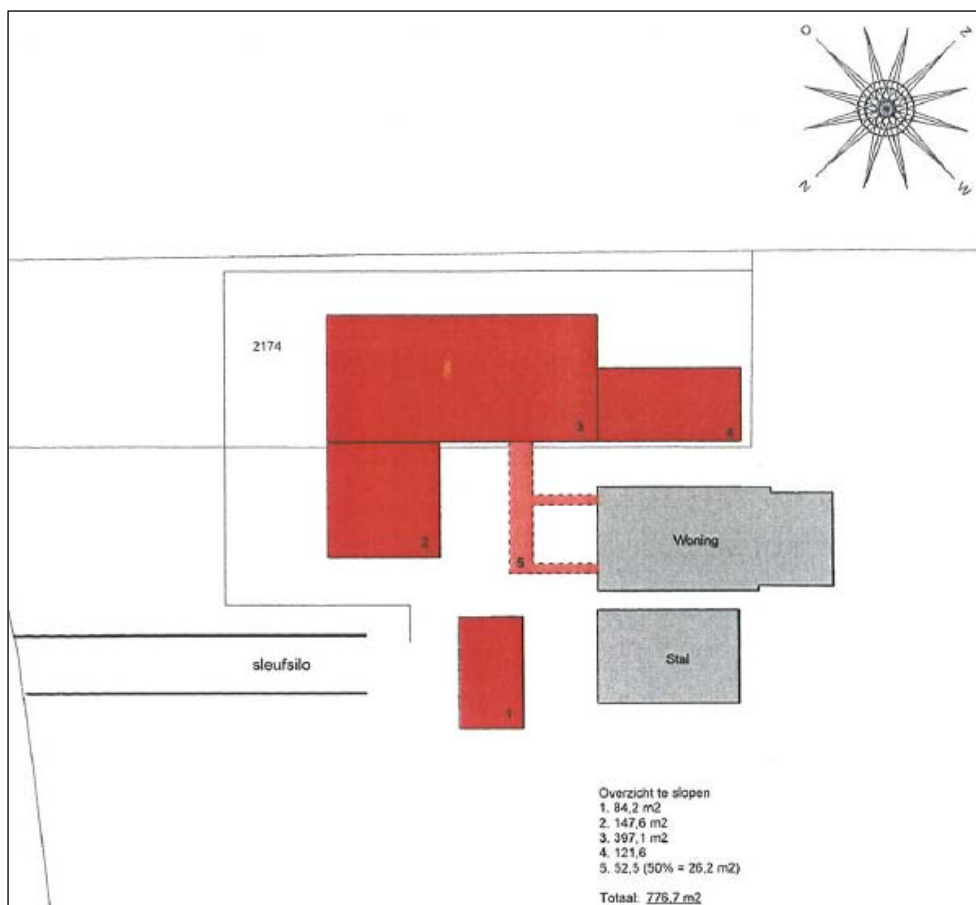 O
Z
N
W
2174
3
4
2
5
Woning
sleufsilo
Stal
1
Overzicht te slopen
1. 84,2 m2
2. 147,6 m2
3. 397,1 m2
4. 121,6
5. 52,5 (50% = 26,2 m2)
Totaal: 776,7 m2